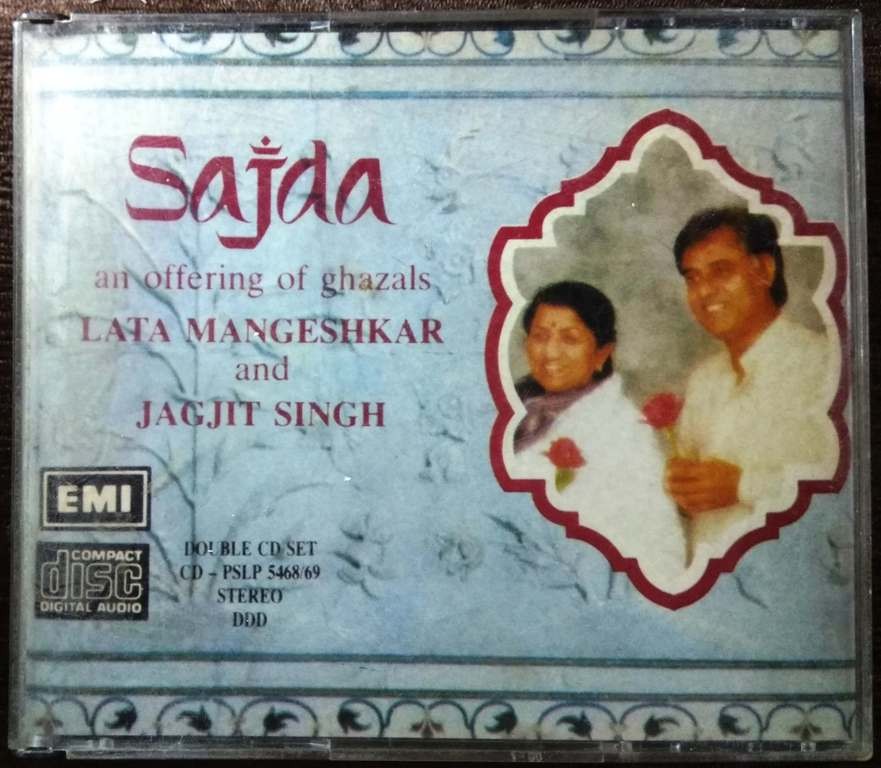 Sajda
an offering of ghazals
LATA MANGESHKAR
and
JAGJIT SINGH
EMI
COMPACT
disc
DIGITAL AUDIO
DOUBLE CD SET
CD - PSLP 5468/69
STEREO
DDD